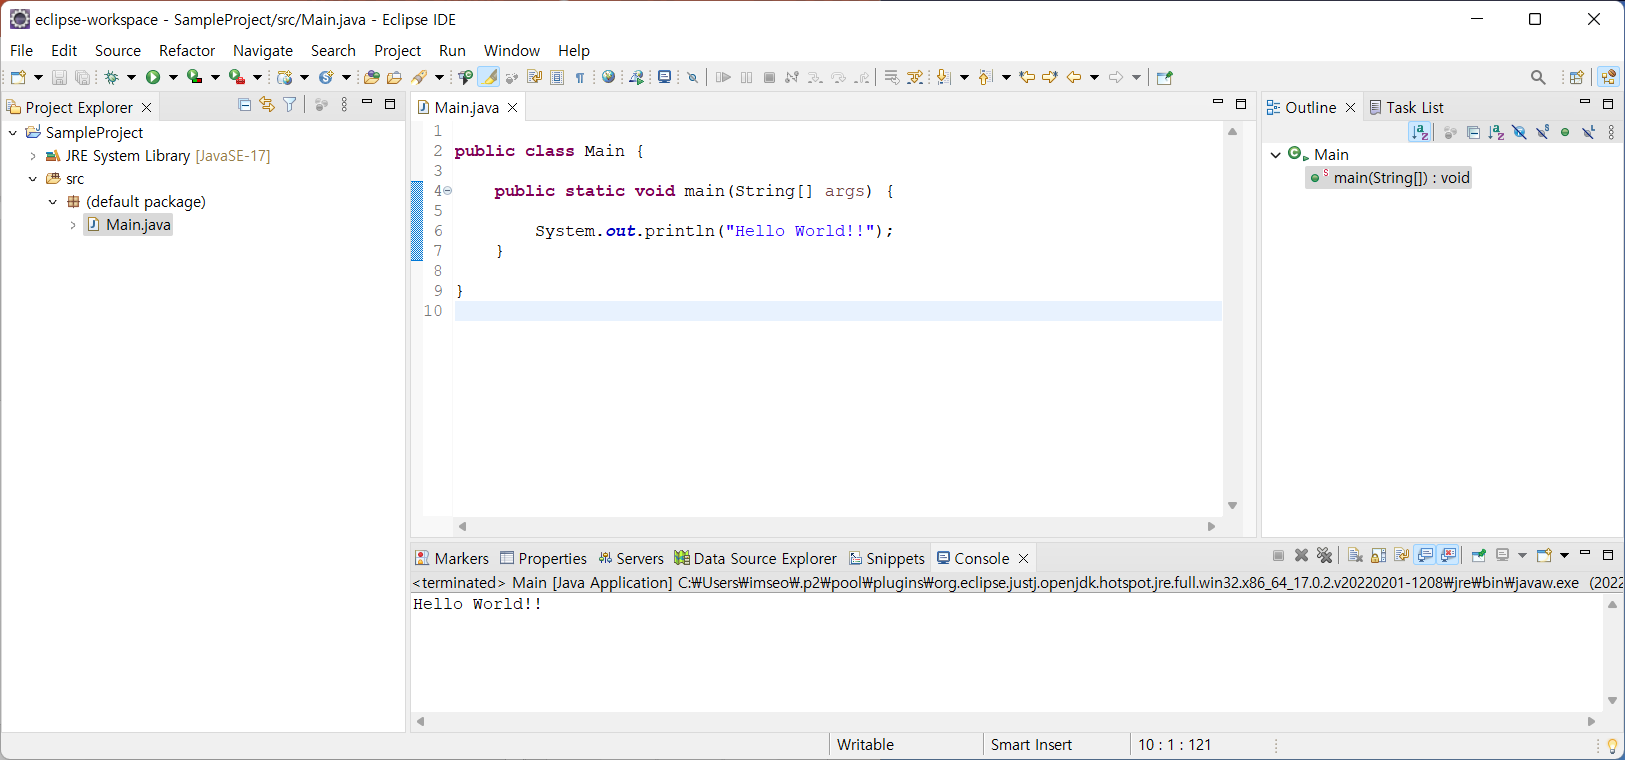 eclipse-workspace - SampleProject/src/Main.java - Eclipse IDE
File Edit Source Refactor Navigate Search Project Run Window Help
Project Explorer
SampleProject
JRE System Library [JavaSE-17]
src
(default package)
Main.java
Main.java
1
2 public class Main {
3
4 public static void main(String[] args) {
5
6 System.out.println("Hello World!!");
7 }
8
9 }
10
Outline Task List
Main
main(String[]) : void
Markers Properties Servers Data Source Explorer Snippets Console
<terminated> Main [Java Application] C:₩Users₩imseo₩.p2₩pool₩plugins₩org.eclipse.justj.openjdk.hotspot.jre.full.win32.x86_64_17.0.2.v20220201-1208₩jre₩bin₩javaw.exe (2022
Hello World!!
Writable Smart Insert 10 : 1 : 121